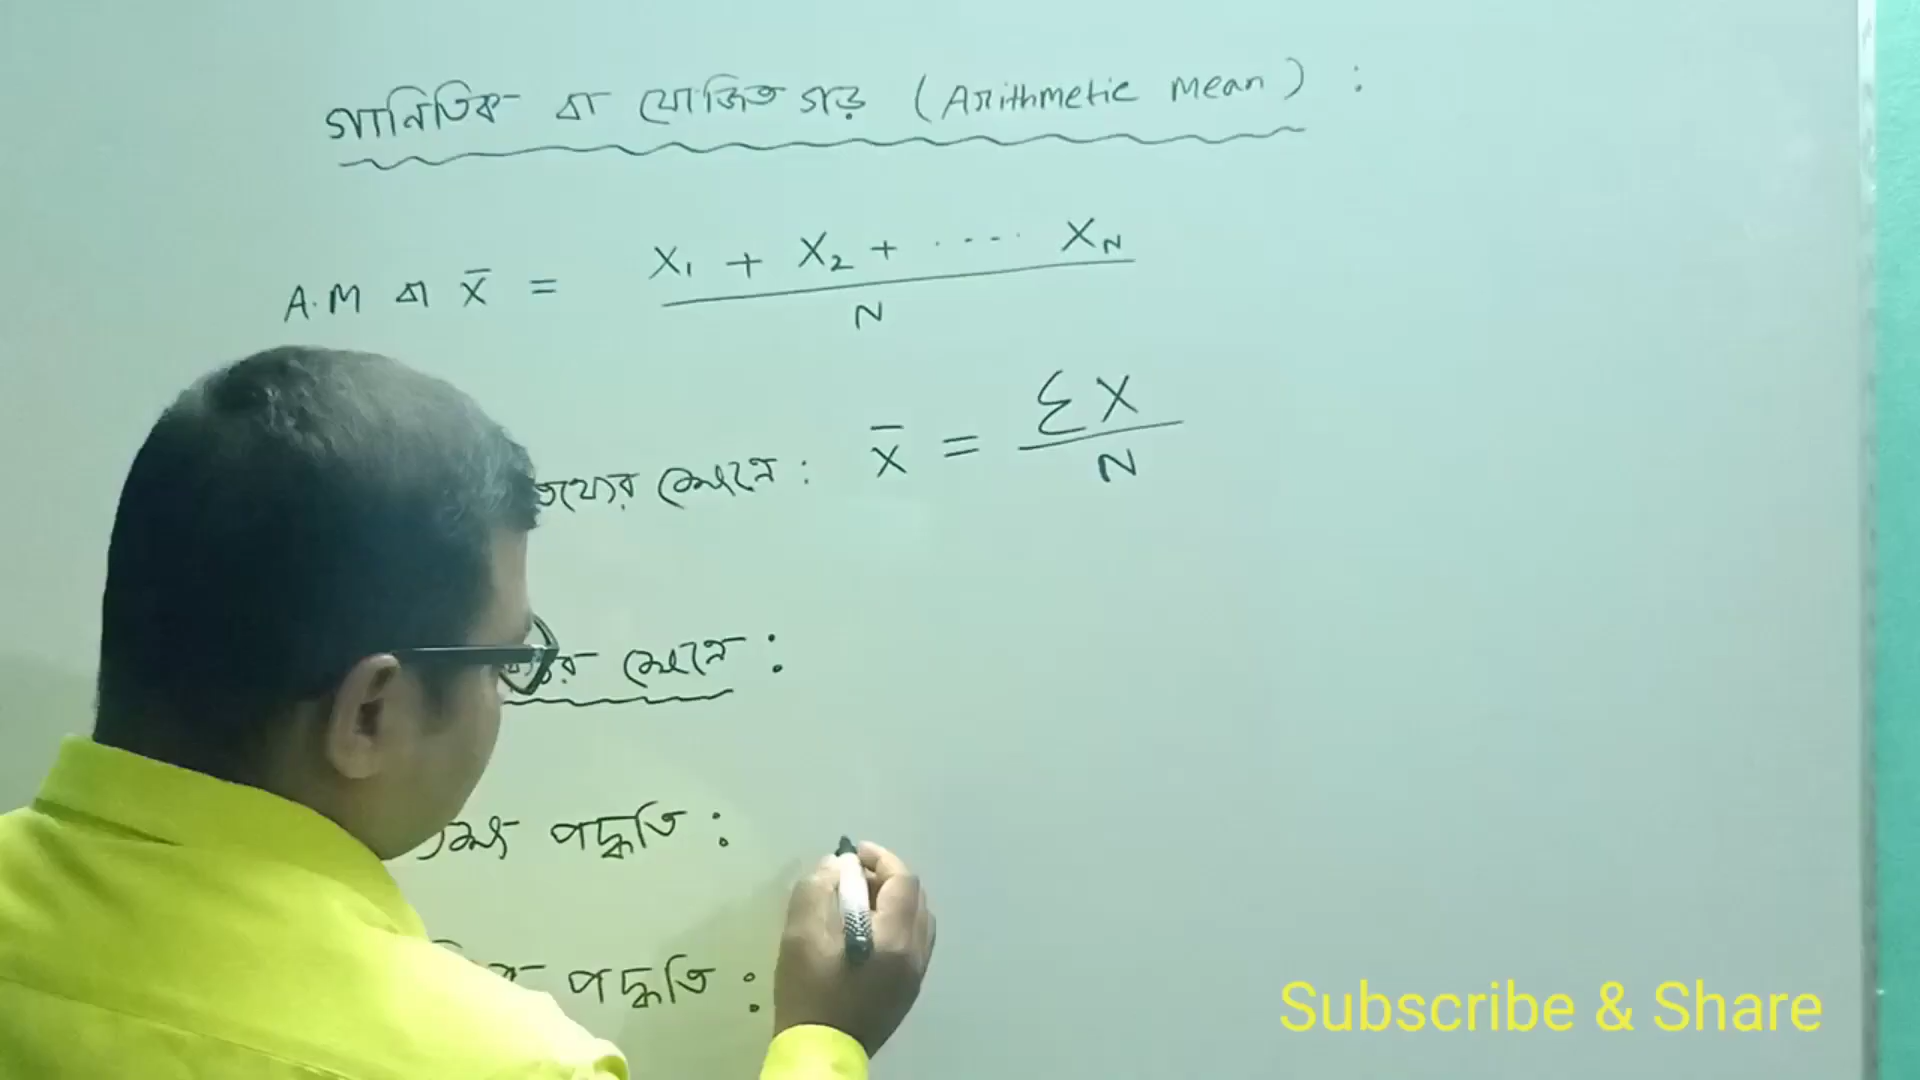 গানিতিক বা যোজিত গড় (Arithmetic Mean) :
A.M বা X̄ = X₁ + X₂ + ---- X_N / N
তথ্যের ক্ষেত্রে : X̄ = ΣX / N
ক্ষেত্রে :
পদ্ধতি :
পদ্ধতি :
Subscribe & Share